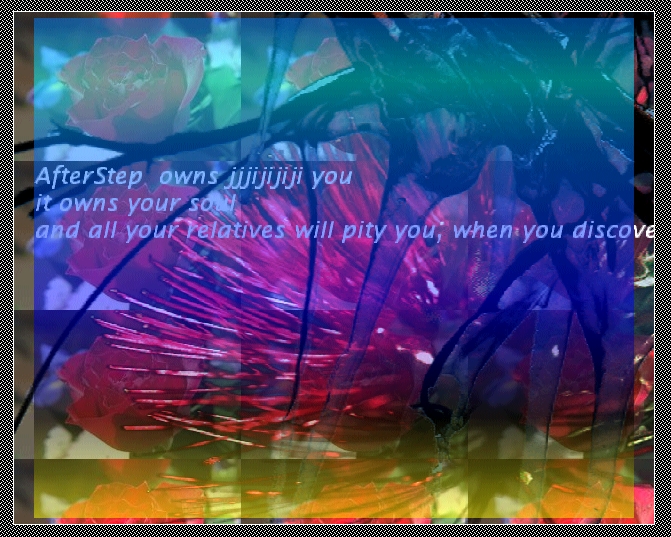 AfterStep  owns jjjijijiji you
it owns your soul
and all your relatives will pity you; when you discove